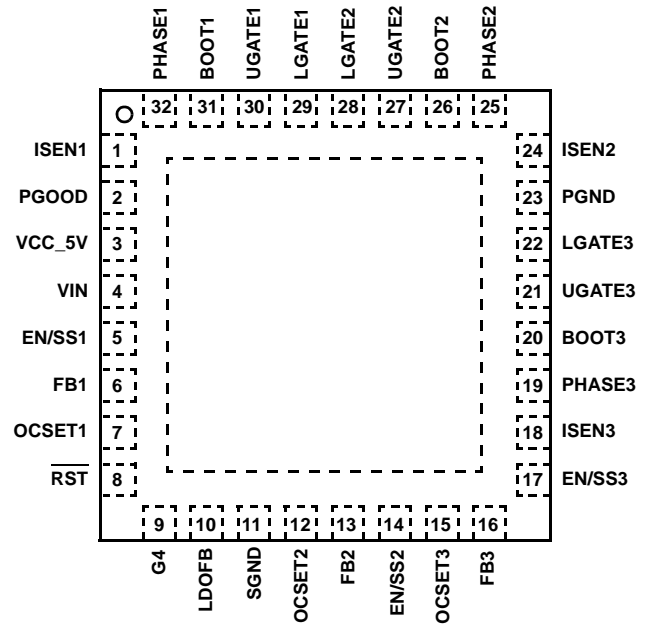 PHASE1
BOOT1
UGATE1
LGATE1
LGATE2
UGATE2
BOOT2
PHASE2
32
31
30
29
28
27
26
25
ISEN1
1
24
ISEN2
PGOOD
2
23
PGND
VCC_5V
3
22
LGATE3
VIN
4
21
UGATE3
EN/SS1
5
20
BOOT3
FB1
6
19
PHASE3
OCSET1
7
18
ISEN3
RST
8
17
EN/SS3
9
10
11
12
13
14
15
16
G4
LDOFB
SGND
OCSET2
FB2
EN/SS2
OCSET3
FB3